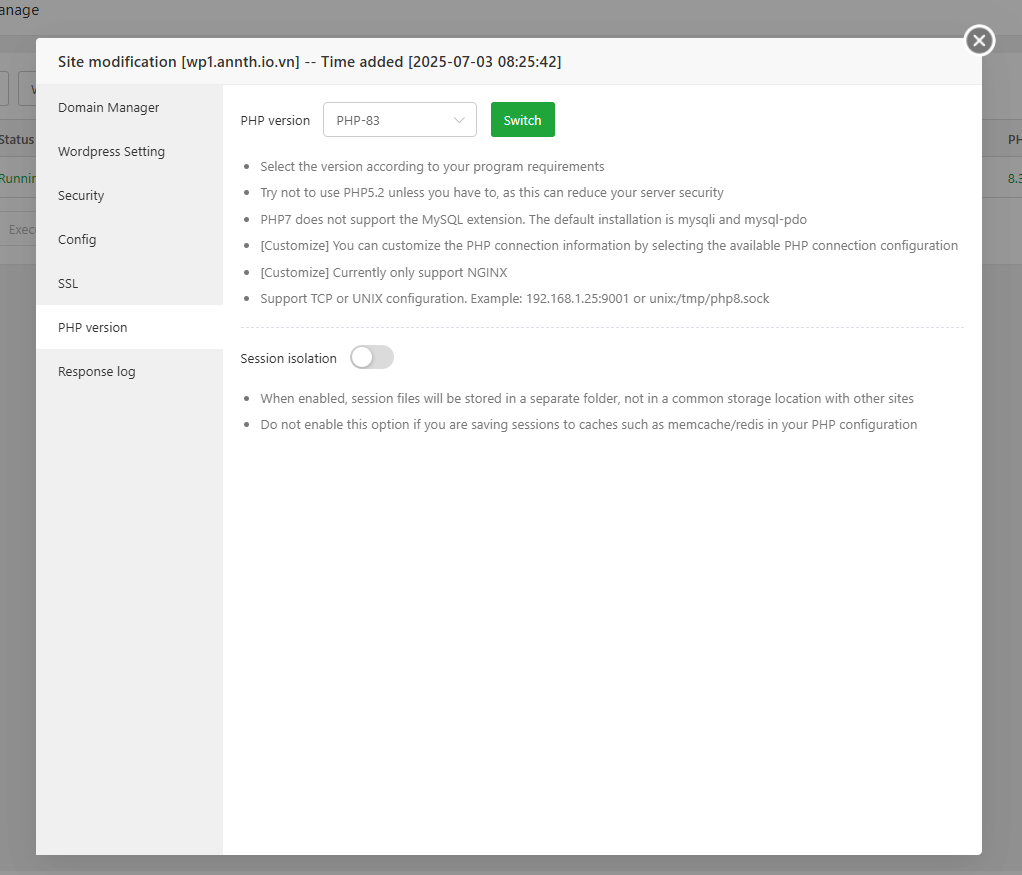 anage
Site modification [wp1.annth.io.vn] -- Time added [2025-07-03 08:25:42]
Domain Manager
Wordpress Setting
Security
Config
SSL
PHP version
Response log
PHP version PHP-83 Switch
Select the version according to your program requirements
Try not to use PHP5.2 unless you have to, as this can reduce your server security
PHP7 does not support the MySQL extension. The default installation is mysqli and mysql-pdo
[Customize] You can customize the PHP connection information by selecting the available PHP connection configuration
[Customize] Currently only support NGINX
Support TCP or UNIX configuration. Example: 192.168.1.25:9001 or unix:/tmp/php8.sock
Session isolation
When enabled, session files will be stored in a separate folder, not in a common storage location with other sites
Do not enable this option if you are saving sessions to caches such as memcache/redis in your PHP configuration
Status
Runnin
Exec
PH
8.3